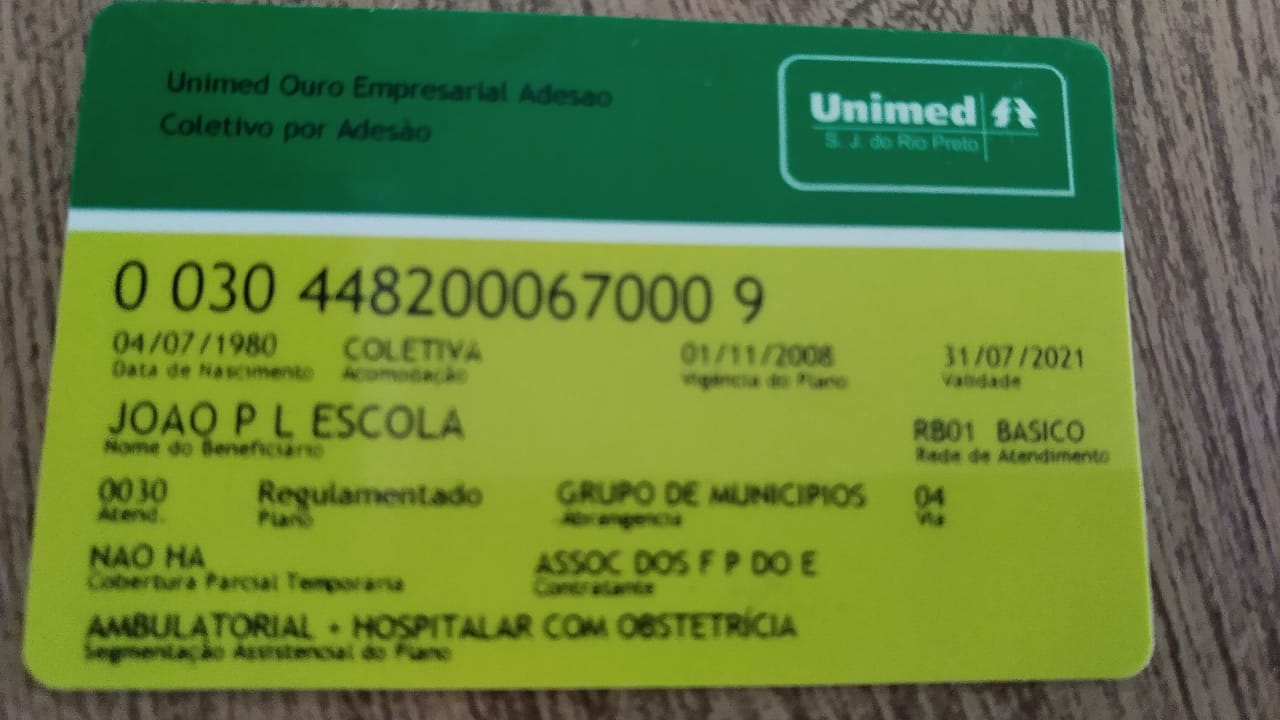 Unimed Ouro Empresarial Adesao
Coletivo por Adesão
Unimed
S. J. do Rio Preto
0 030 448200067000 9
04/07/1980 COLETIVA 01/11/2008 31/07/2021
Data de Nascimento Acomodação Vigência do Plano Validade
JOAO P L ESCOLA RB01 BASICO
Nome do Beneficiário Rede de Atendimento
0030 Regulamentado GRUPO DE MUNICIPIOS 04
Atend. Plano Abrangencia Via
NAO HA ASSOC DOS F P DO E
Cobertura Parcial Temporaria Contratante
AMBULATORIAL + HOSPITALAR COM OBSTETRÍCIA
Segmentação Assistencial do Plano